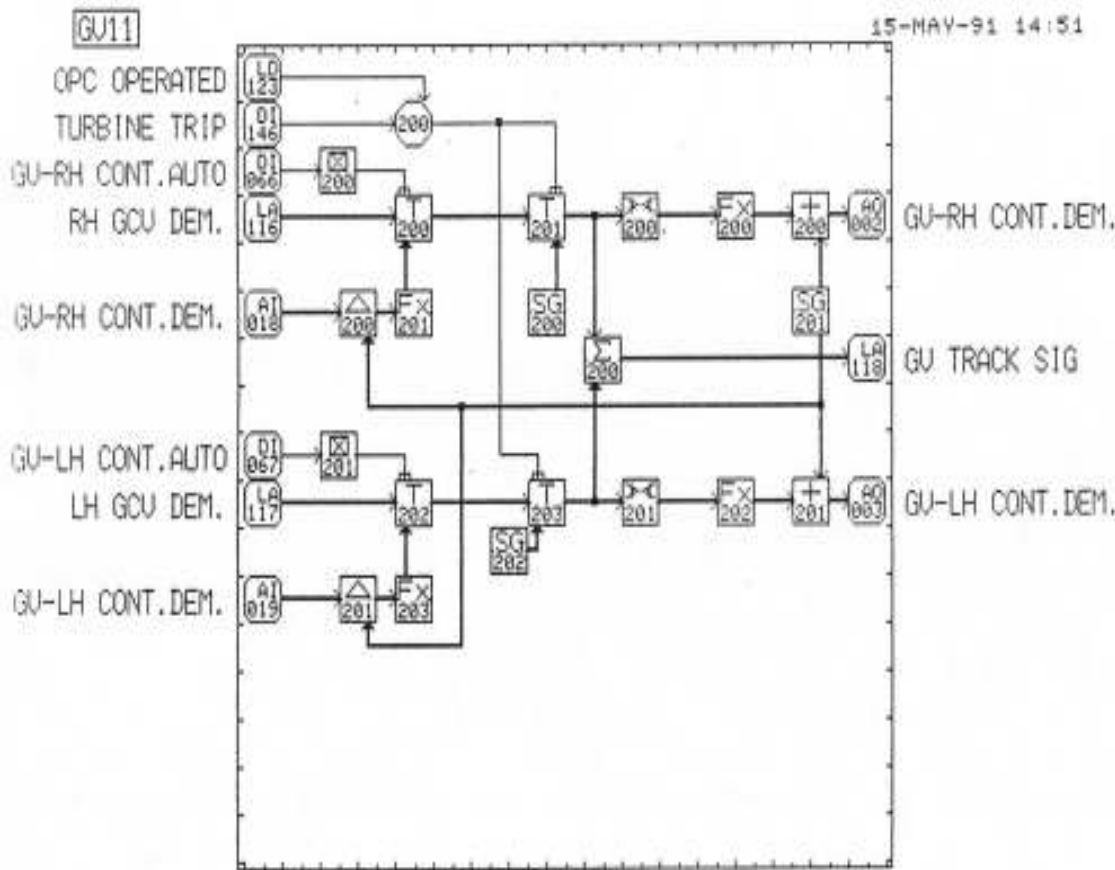 GV11
15-MAY-91 14:51
OPC OPERATED LO 123
TURBINE TRIP DI 146 200
GV-RH CONT.AUTO DI 066 200
RH GCV DEM. LA 116 T 200 T 201 200 Fx 200 + 200 AO 002 GV-RH CONT.DEM.
GV-RH CONT.DEM. AI 018 △ 200 Fx 201 SG 200 SG 201
Σ 200 LA 118 GV TRACK SIG
GV-LH CONT.AUTO DI 067 201
LH GCV DEM. LA 117 T 202 T 203 201 Fx 202 + 201 AO 003 GV-LH CONT.DEM.
SG 202
GV-LH CONT.DEM. AI 019 △ 201 Fx 203